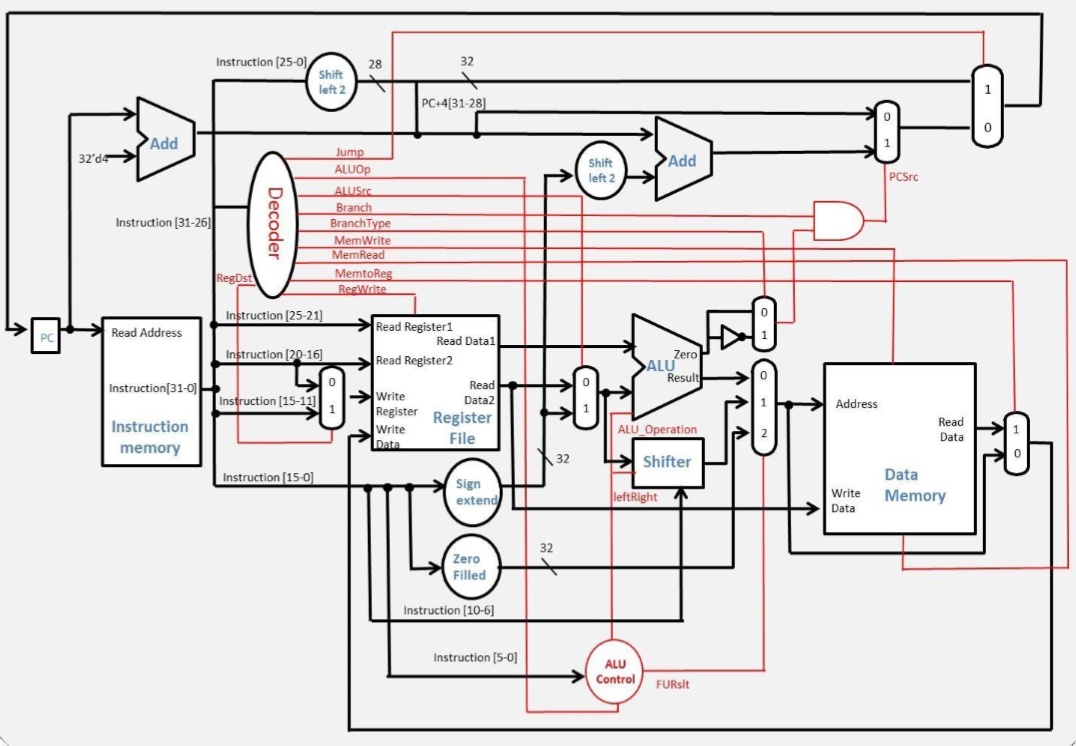 Instruction [25-0]
Shift
left 2
28
32
PC+4[31-28]
1
0
0
1
Add
32'd4
Shift
left 2
Add
PCSrc
Jump
ALUOp
ALUSrc
Branch
BranchType
MemWrite
MemRead
MemtoReg
RegWrite
Decoder
Instruction [31-26]
RegDst
PC
Read Address
Instruction[31-0]
Instruction
memory
Instruction [25-21]
Instruction [20-16]
Instruction [15-11]
0
1
Read Register1
Read Data1
Read Register2
Read
Data2
Write
Register
Write
Data
Register
File
0
1
ALU
Zero
Result
0
1
0
1
2
ALU_Operation
Shifter
leftRight
Address
Read
Data
Write
Data
Data
Memory
1
0
Instruction [15-0]
Sign
extend
32
Zero
Filled
32
Instruction [10-6]
Instruction [5-0]
ALU
Control
FURslt